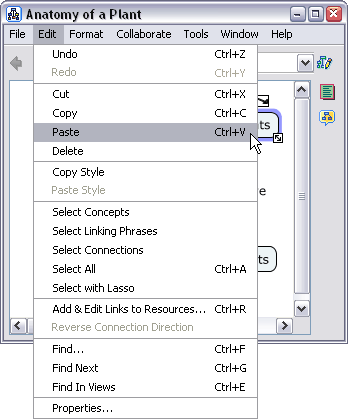 Anatomy of a Plant
File Edit Format Collaborate Tools Window Help
Undo Ctrl+Z
Redo Ctrl+Y
Cut Ctrl+X
Copy Ctrl+C
Paste Ctrl+V
Delete
Copy Style
Paste Style
Select Concepts
Select Linking Phrases
Select Connections
Select All Ctrl+A
Select with Lasso
Add & Edit Links to Resources... Ctrl+R
Reverse Connection Direction
Find... Ctrl+F
Find Next Ctrl+G
Find In Views Ctrl+E
Properties...